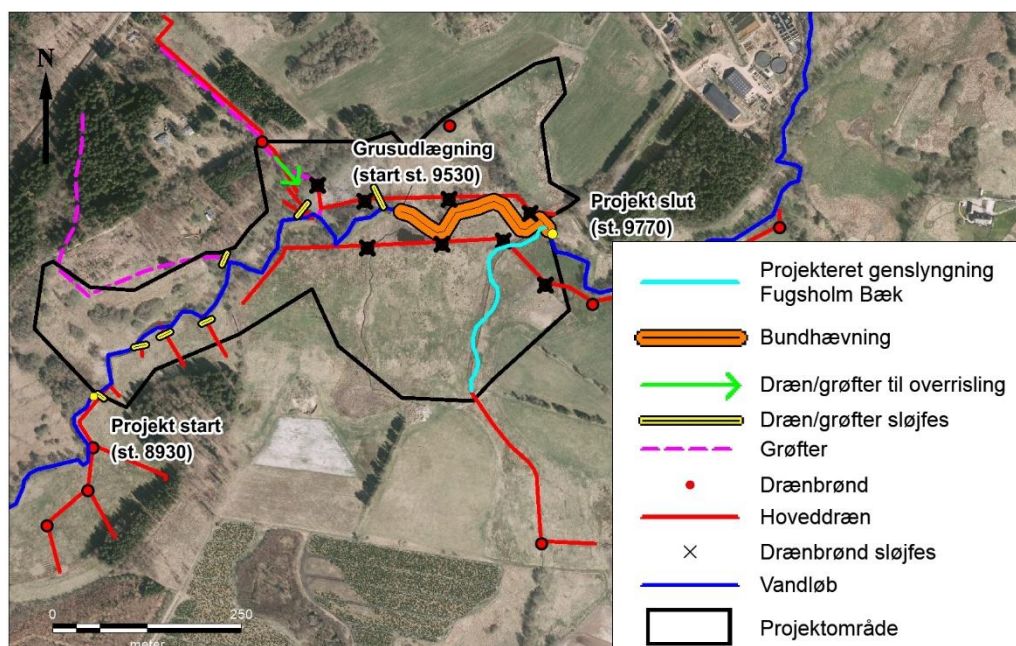 N
Grusudlægning
(start st. 9530)
Projekt slut
(st. 9770)
Projekt start
(st. 8930)
0 250
meter
Projekteret genslyngning
Fugsholm Bæk
Bundhævning
Dræn/grøfter til overrisling
Dræn/grøfter sløjfes
Grøfter
Drænbrønd
Hoveddræn
Drænbrønd sløjfes
Vandløb
Projektområde